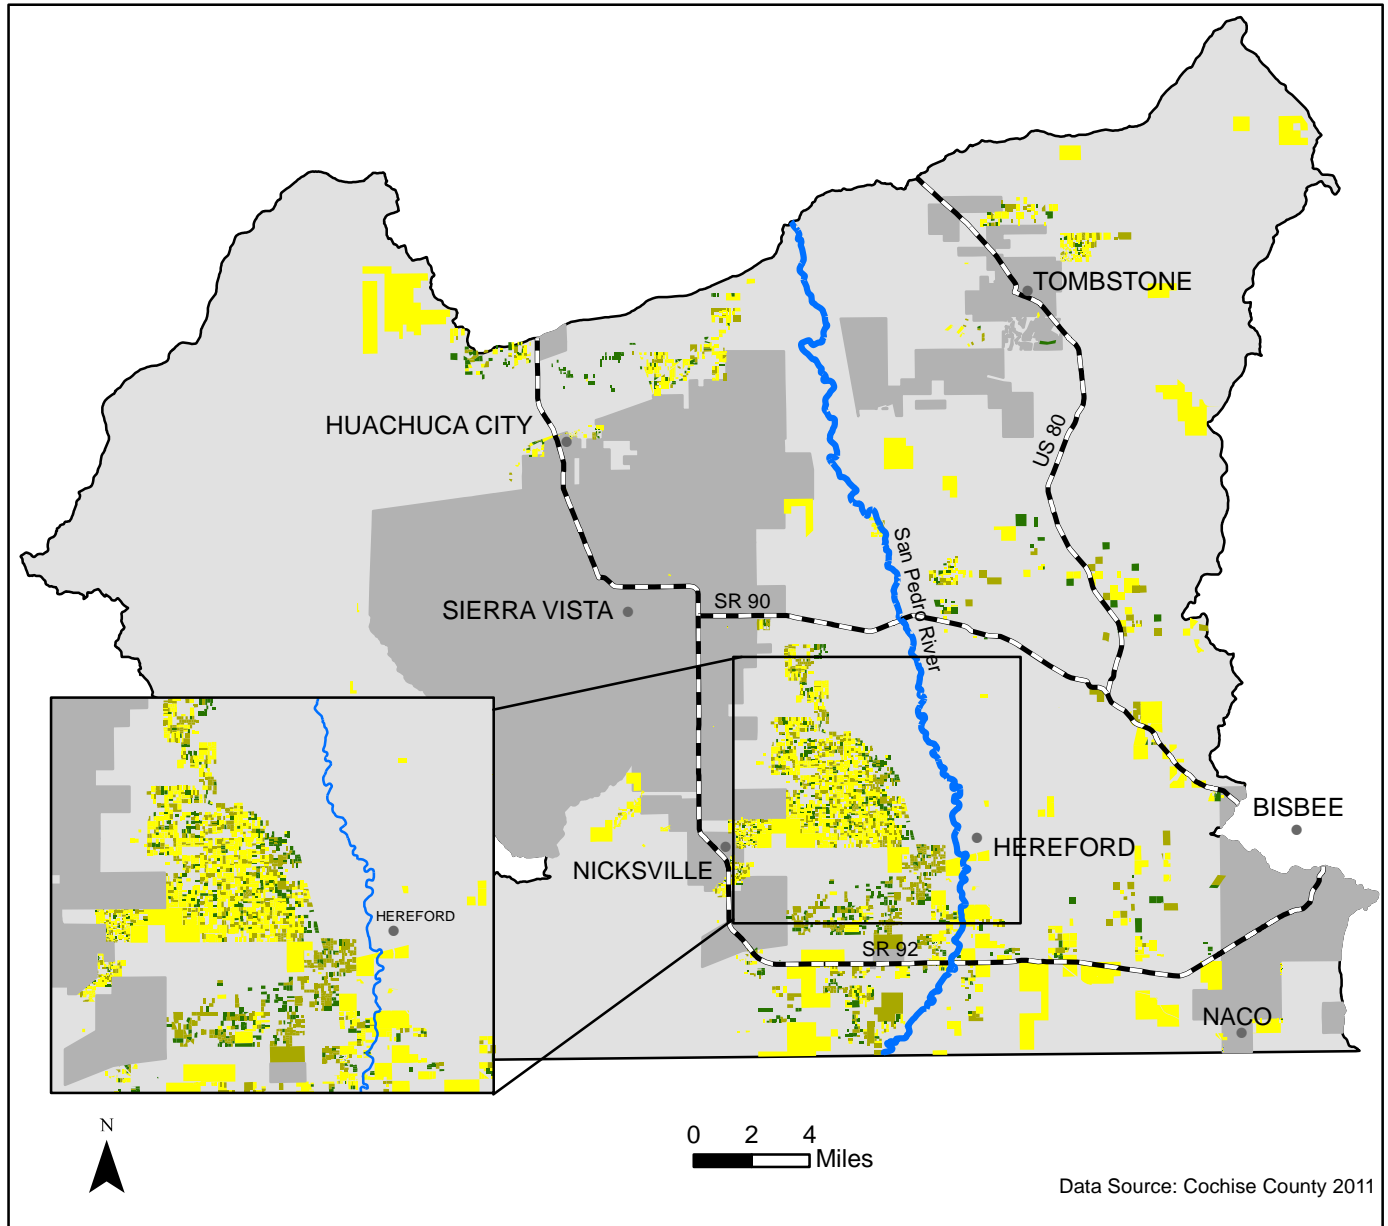 TOMBSTONE
HUACHUCA CITY
US 80
San Pedro River
SR 90
SIERRA VISTA
BISBEE
HEREFORD
NICKSVILLE
HEREFORD
SR 92
NACO
N
0 2 4
Miles
Data Source: Cochise County 2011